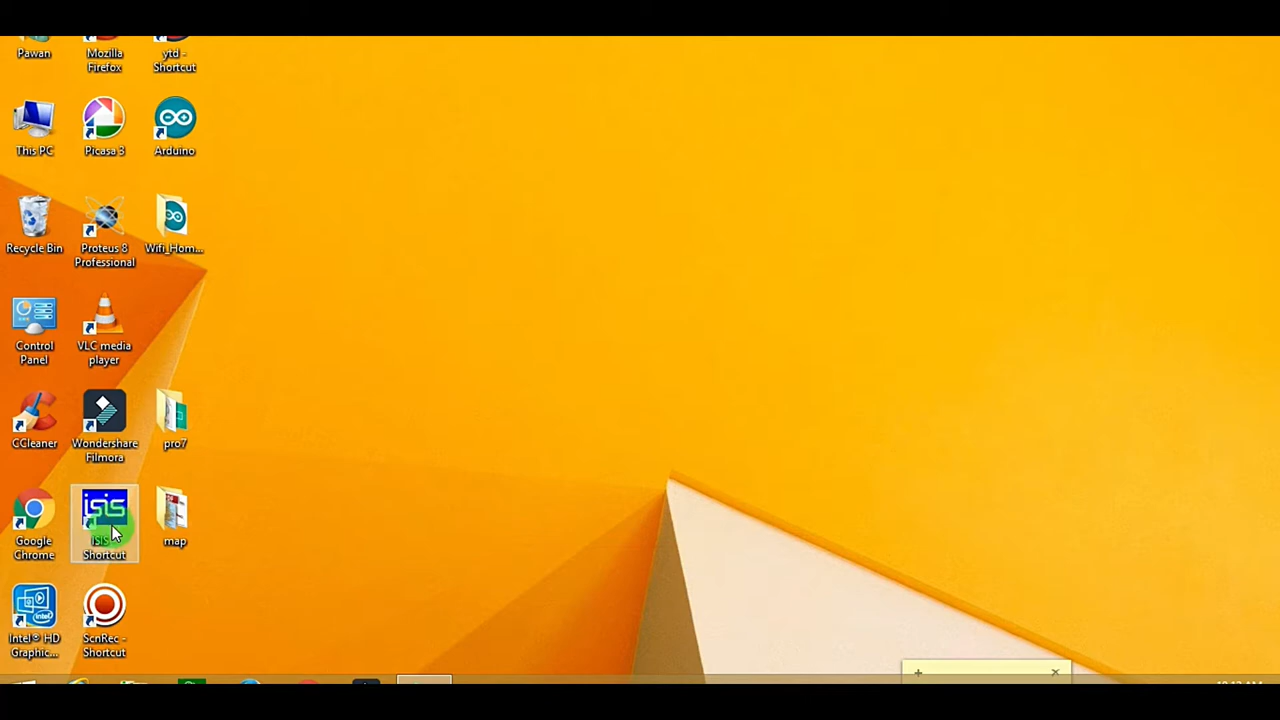 Pawan
Mozilla
Firefox
ytd -
Shortcut
This PC
Picasa 3
Arduino
Recycle Bin
Proteus 8
Professional
Wifi_Hom...
Control
Panel
VLC media
player
CCleaner
Wondershare
Filmora
pro7
Google
Chrome
isis
ISIS -
Shortcut
map
Intel® HD
Graphic...
ScnRec -
Shortcut